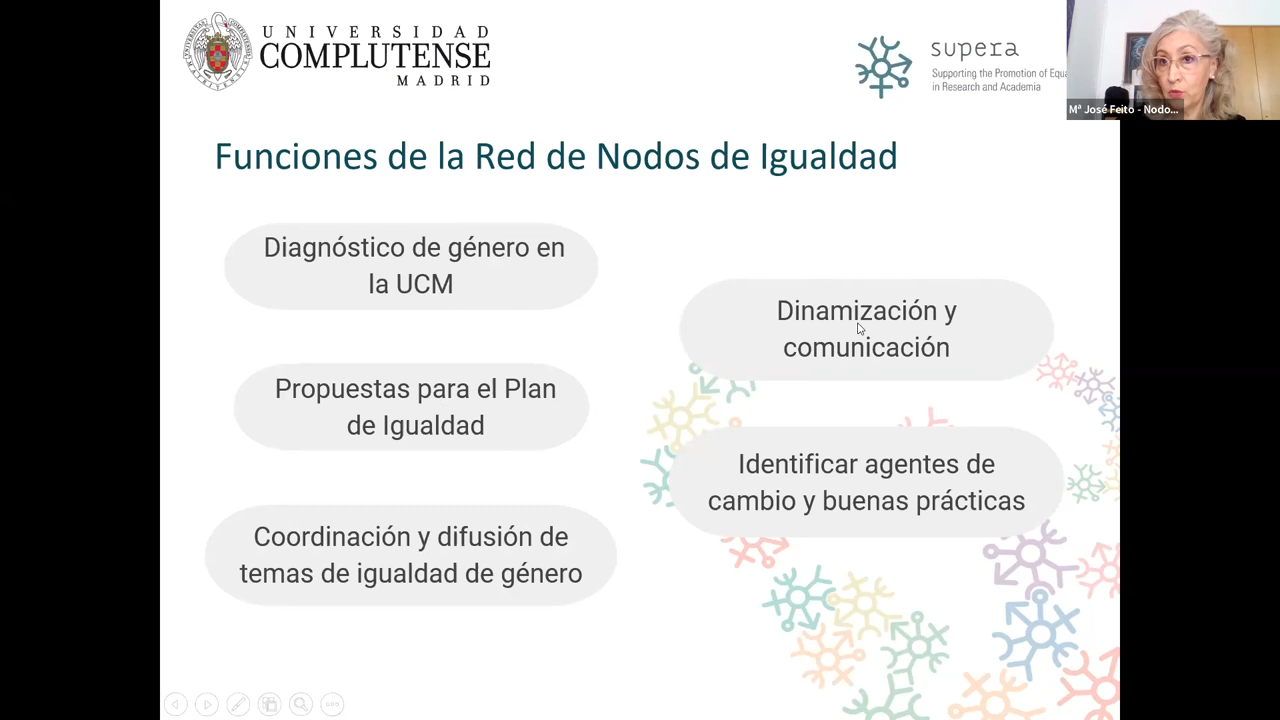 UNIVERSIDAD
COMPLUTENSE
MADRID
supera
Supporting the Promotion of Equa
in Research and Academia
Mª José Feito - Nodo...
Funciones de la Red de Nodos de Igualdad
Diagnóstico de género en
la UCM
Propuestas para el Plan
de Igualdad
Coordinación y difusión de
temas de igualdad de género
Dinamización y
comunicación
Identificar agentes de
cambio y buenas prácticas